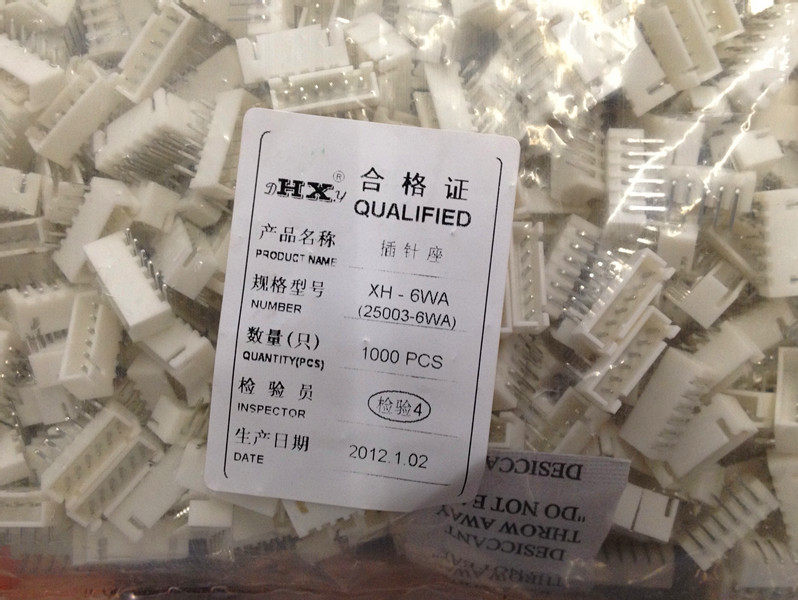 DHXY® 合格证
QUALIFIED
产品名称 插针座
PRODUCT NAME
规格型号 XH - 6WA
NUMBER (25003-6WA)
数量(只) 1000 PCS
QUANTITY(PCS)
检验员 检验4
INSPECTOR
生产日期 2012.1.02
DATE
DESICCANT
THROW AWAY
"DO NOT
DESICCA